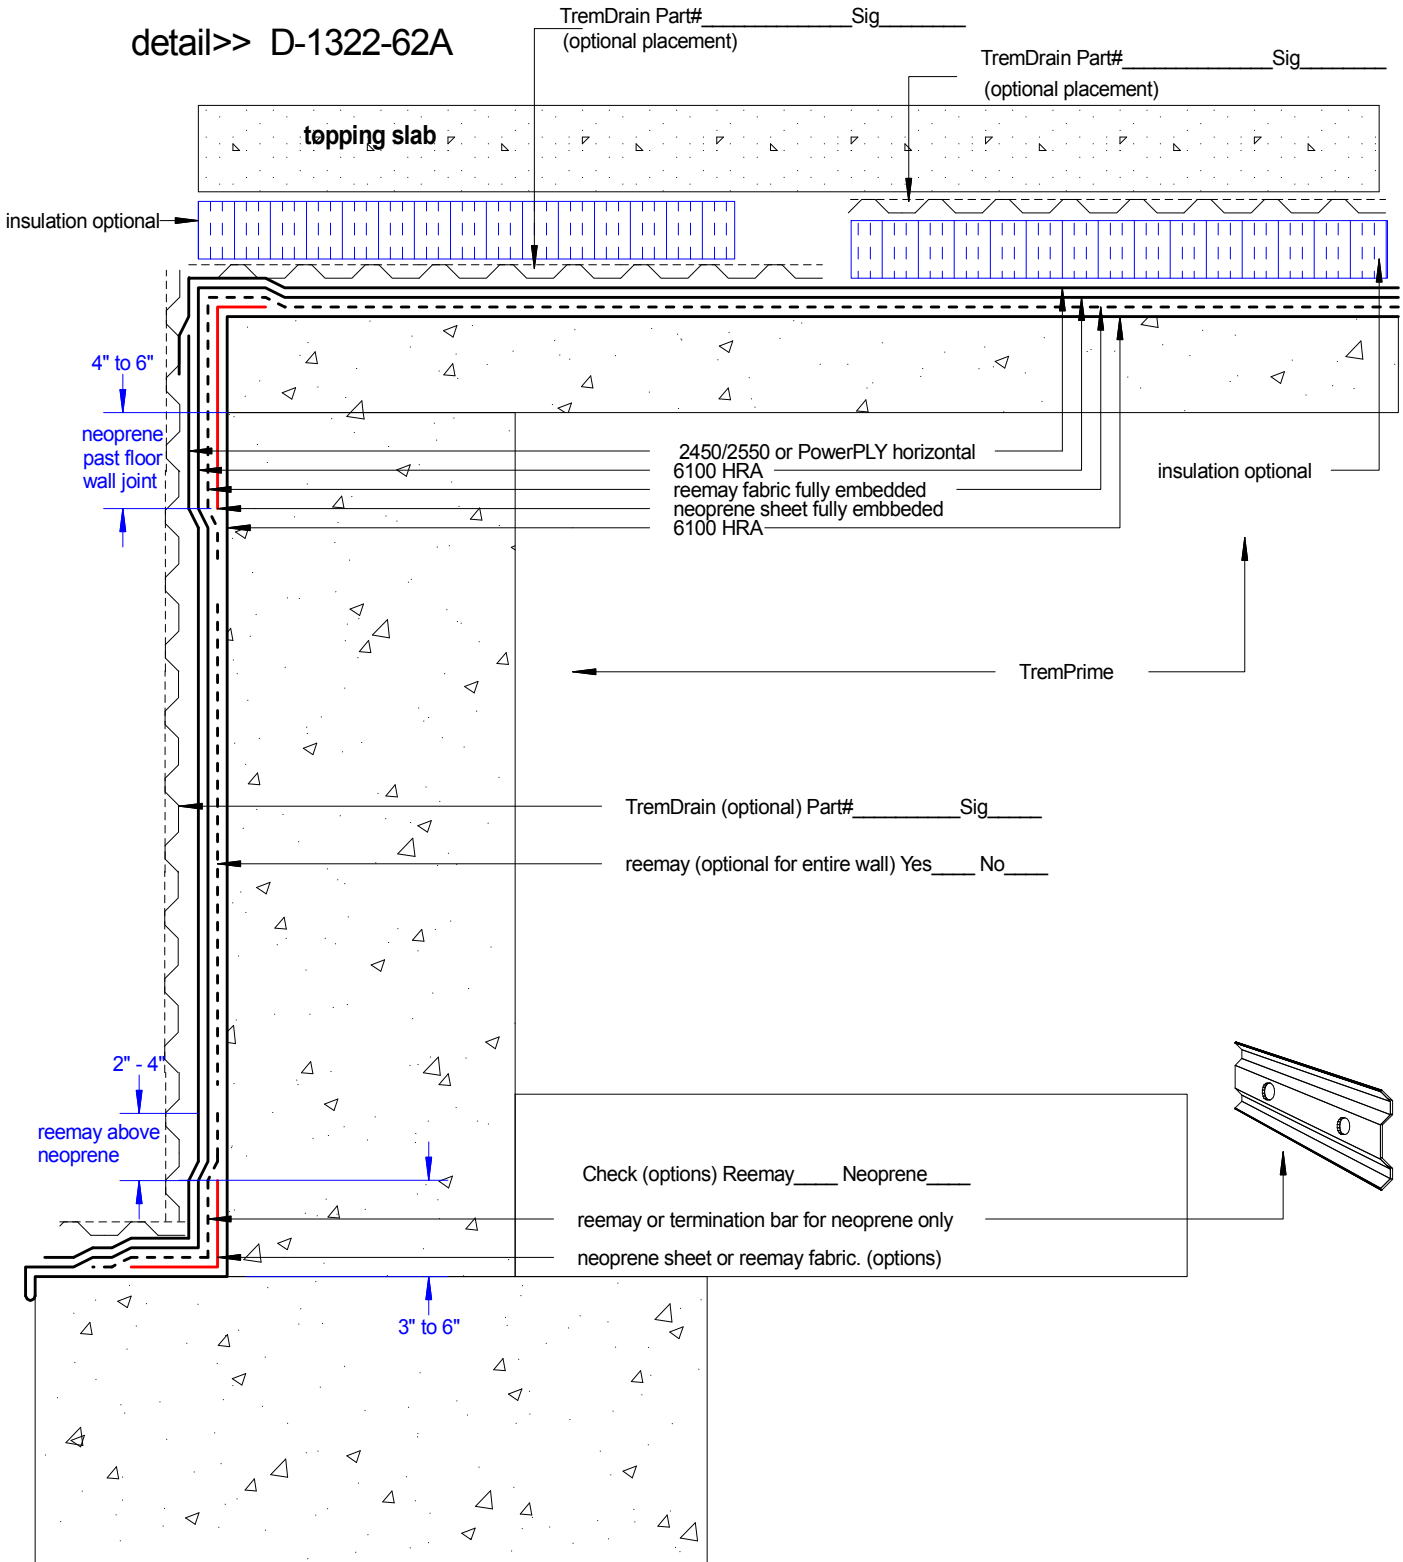 detail>> D-1322-62A
TremDrain Part#______________Sig________
(optional placement)
TremDrain Part#______________Sig________
(optional placement)
topping slab
insulation optional
4" to 6"
neoprene
past floor
wall joint
2450/2550 or PowerPLY horizontal
6100 HRA
reemay fabric fully embedded
neoprene sheet fully embbeded
6100 HRA
insulation optional
TremPrime
TremDrain (optional) Part#__________Sig_____
reemay (optional for entire wall) Yes____ No____
2" - 4"
reemay above
neoprene
Check (options) Reemay____ Neoprene____
reemay or termination bar for neoprene only
neoprene sheet or reemay fabric. (options)
3" to 6"